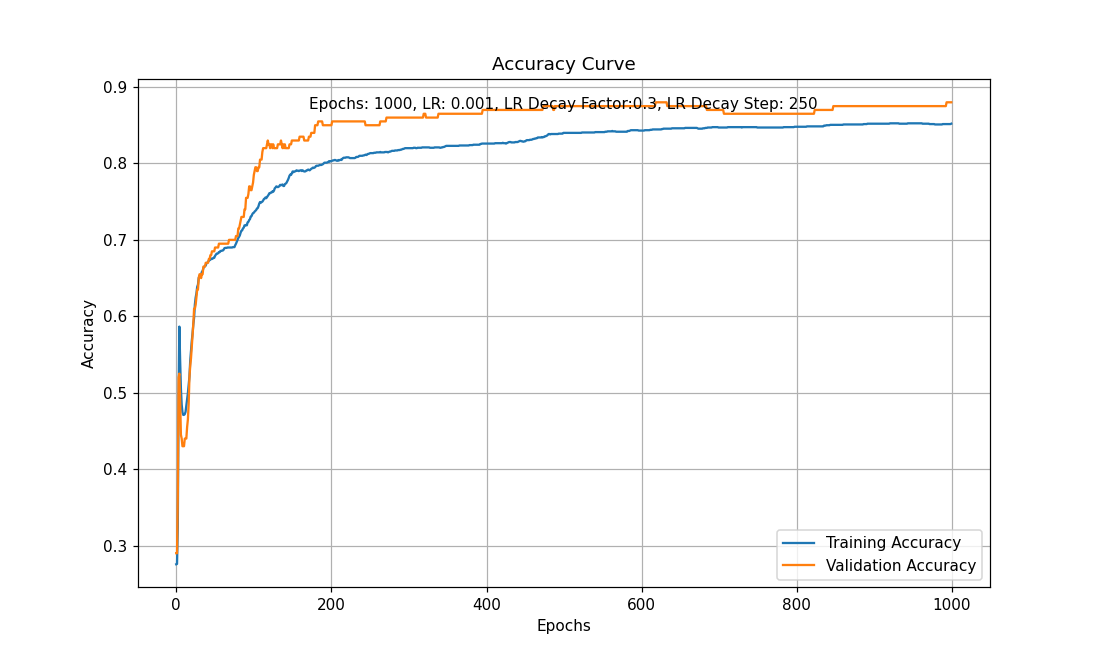 Accuracy Curve
Epochs: 1000, LR: 0.001, LR Decay Factor:0.3, LR Decay Step: 250
0.9
0.8
0.7
0.6
0.5
0.4
0.3
Accuracy
Training Accuracy
Validation Accuracy
0 200 400 600 800 1000
Epochs